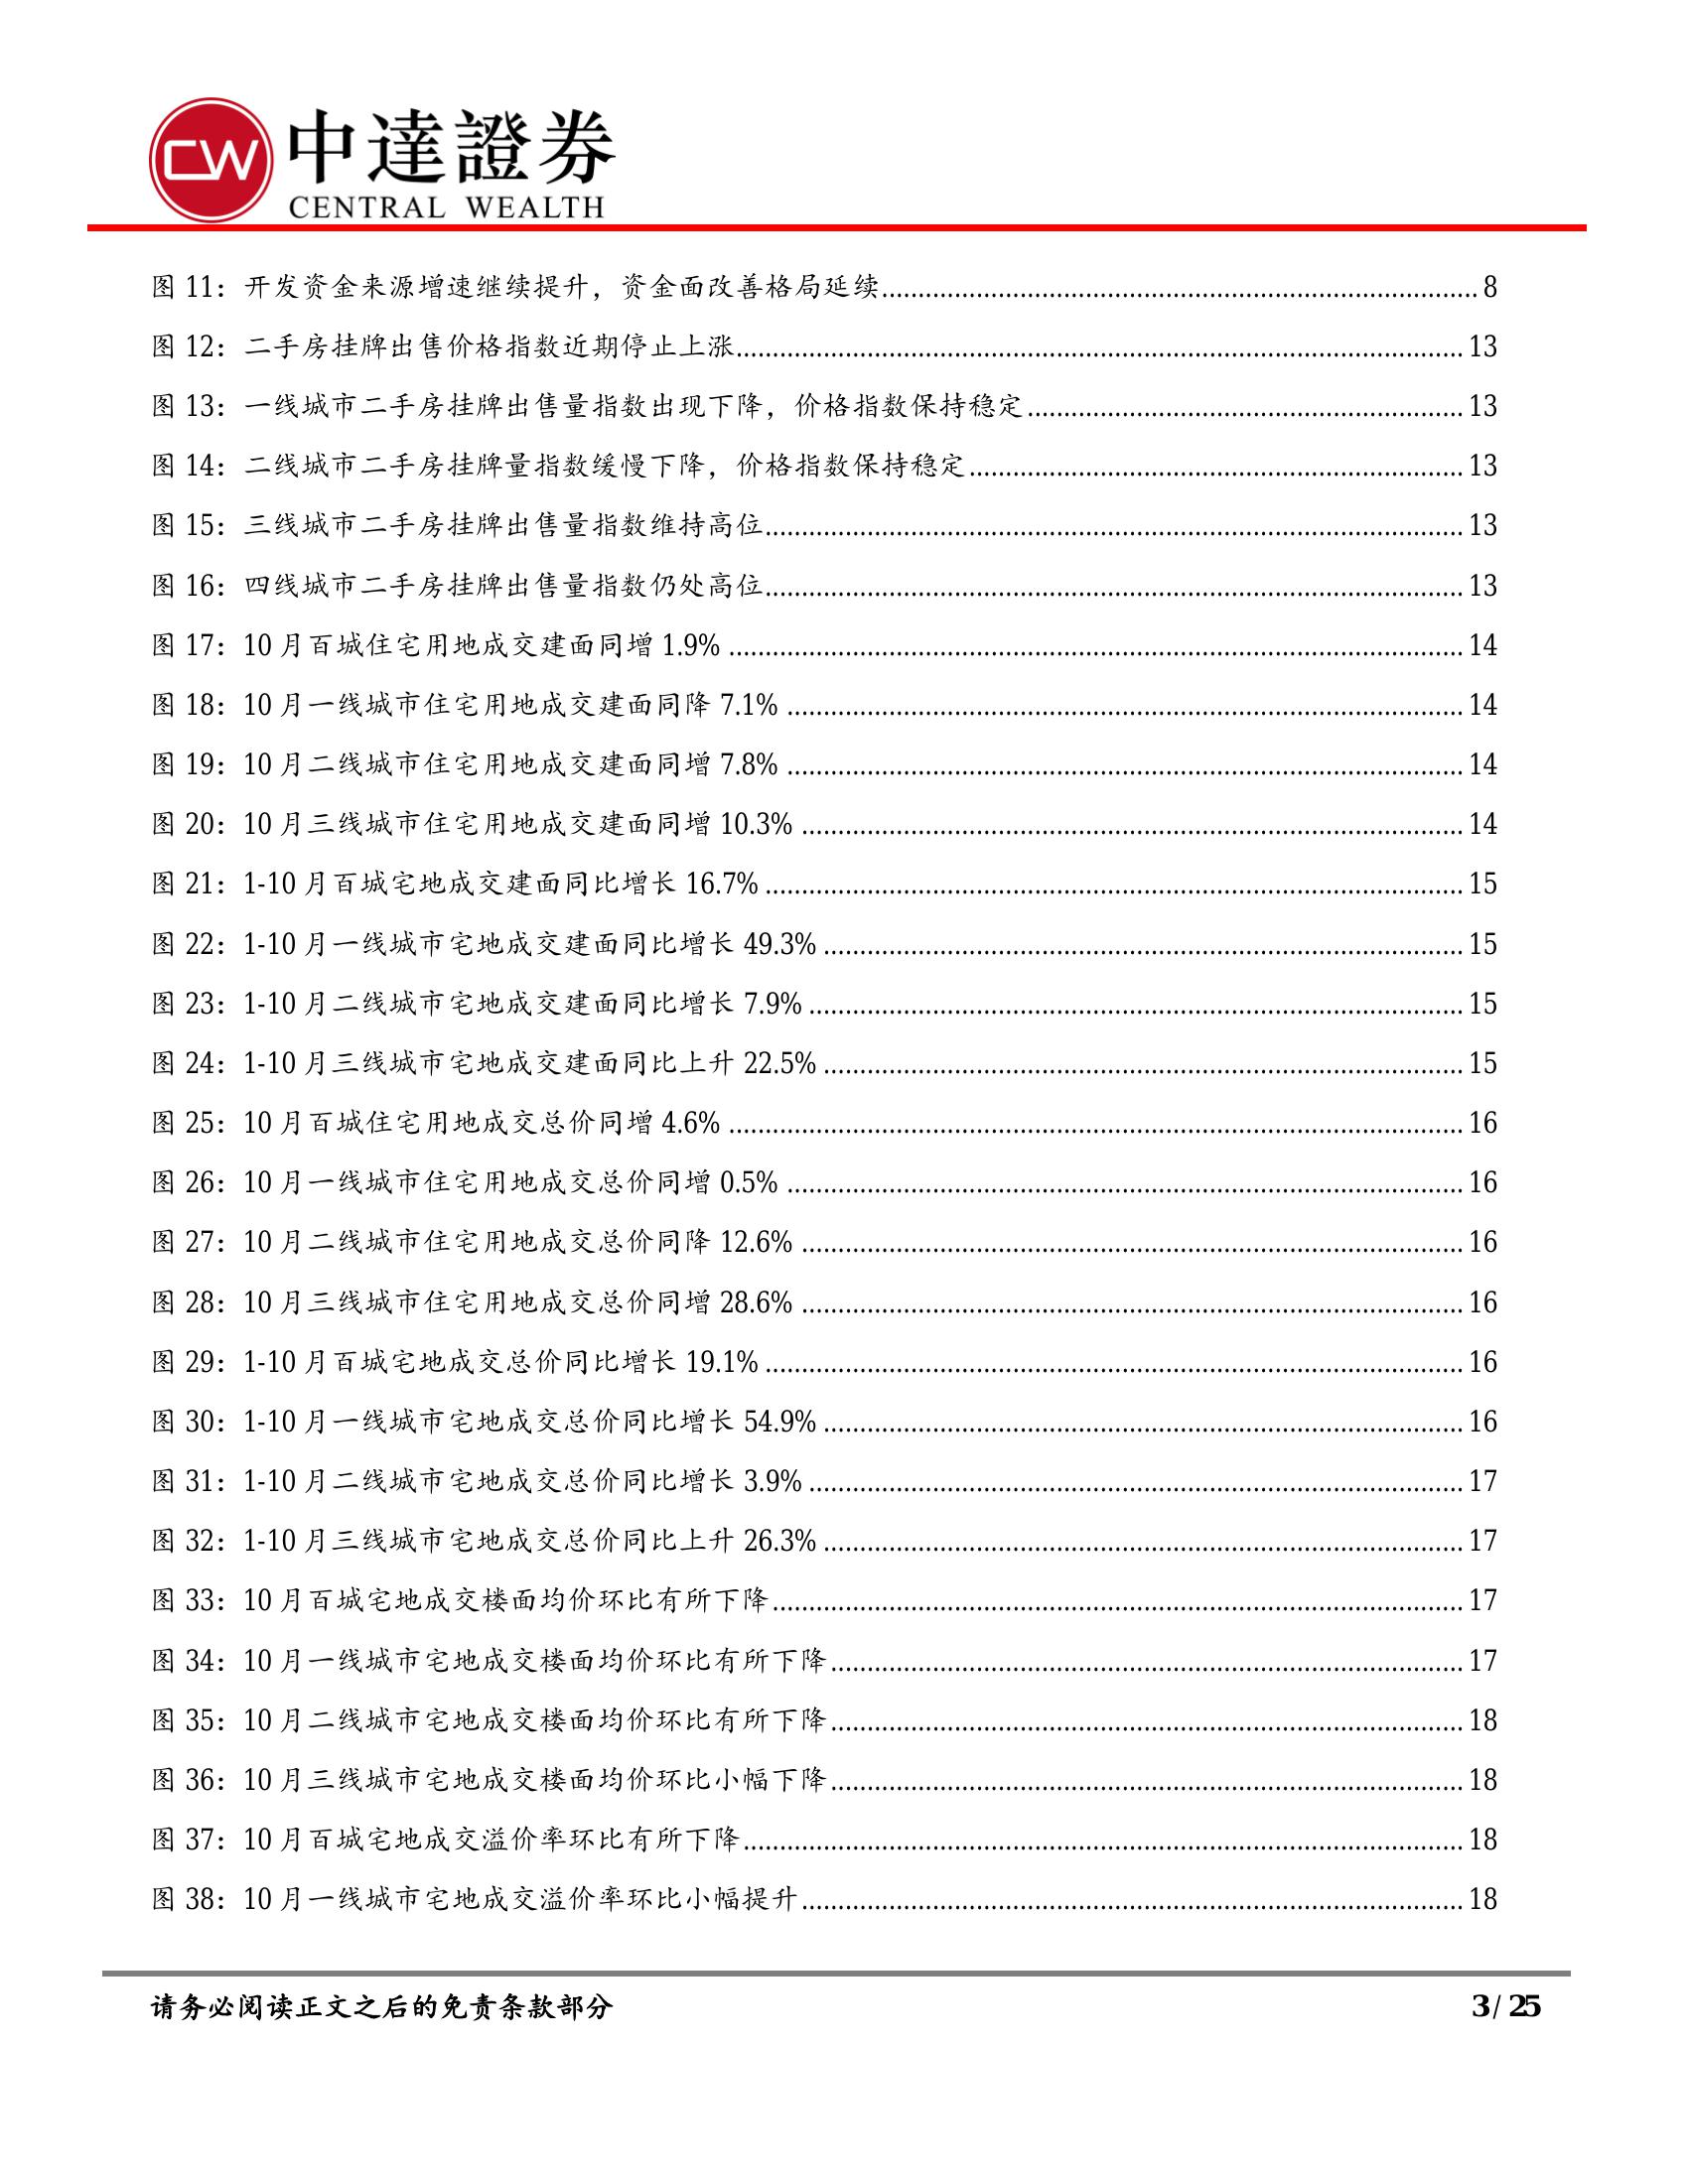 CW 中達證券
CENTRAL WEALTH
图 11：开发资金来源增速继续提升，资金面改善格局延续........................................ 8
图 12：二手房挂牌出售价格指数近期停止上涨........................................ 13
图 13：一线城市二手房挂牌出售量指数出现下降，价格指数保持稳定........................................ 13
图 14：二线城市二手房挂牌量指数缓慢下降，价格指数保持稳定........................................ 13
图 15：三线城市二手房挂牌出售量指数维持高位........................................ 13
图 16：四线城市二手房挂牌出售量指数仍处高位........................................ 13
图 17：10 月百城住宅用地成交建面同增 1.9% ........................................ 14
图 18：10 月一线城市住宅用地成交建面同降 7.1% ........................................ 14
图 19：10 月二线城市住宅用地成交建面同增 7.8% ........................................ 14
图 20：10 月三线城市住宅用地成交建面同增 10.3% ........................................ 14
图 21：1-10 月百城宅地成交建面同比增长 16.7% ........................................ 15
图 22：1-10 月一线城市宅地成交建面同比增长 49.3% ........................................ 15
图 23：1-10 月二线城市宅地成交建面同比增长 7.9% ........................................ 15
图 24：1-10 月三线城市宅地成交建面同比上升 22.5% ........................................ 15
图 25：10 月百城住宅用地成交总价同增 4.6% ........................................ 16
图 26：10 月一线城市住宅用地成交总价同增 0.5% ........................................ 16
图 27：10 月二线城市住宅用地成交总价同降 12.6% ........................................ 16
图 28：10 月三线城市住宅用地成交总价同增 28.6% ........................................ 16
图 29：1-10 月百城宅地成交总价同比增长 19.1% ........................................ 16
图 30：1-10 月一线城市宅地成交总价同比增长 54.9% ........................................ 16
图 31：1-10 月二线城市宅地成交总价同比增长 3.9% ........................................ 17
图 32：1-10 月三线城市宅地成交总价同比上升 26.3% ........................................ 17
图 33：10 月百城宅地成交楼面均价环比有所下降........................................ 17
图 34：10 月一线城市宅地成交楼面均价环比有所下降........................................ 17
图 35：10 月二线城市宅地成交楼面均价环比有所下降........................................ 18
图 36：10 月三线城市宅地成交楼面均价环比小幅下降........................................ 18
图 37：10 月百城宅地成交溢价率环比有所下降........................................ 18
图 38：10 月一线城市宅地成交溢价率环比小幅提升........................................ 18
请务必阅读正文之后的免责条款部分 3 / 25